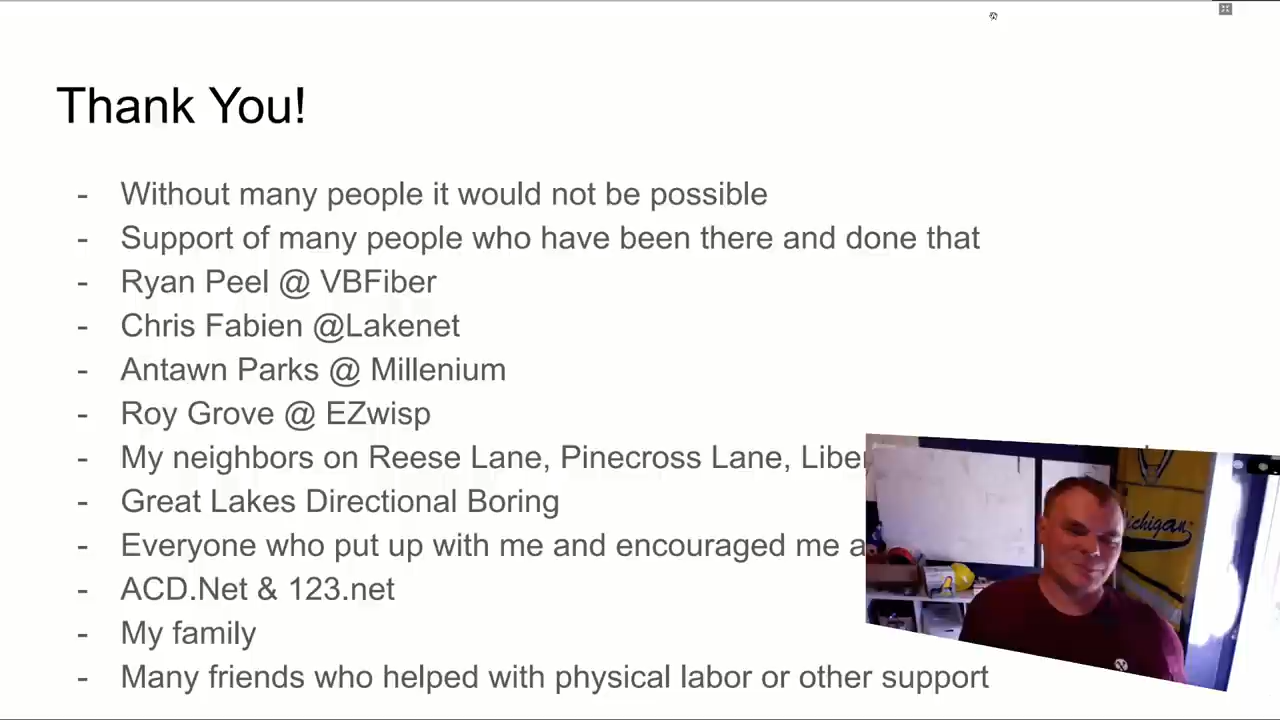 Thank You!
- Without many people it would not be possible
- Support of many people who have been there and done that
- Ryan Peel @ VBFiber
- Chris Fabien @Lakenet
- Antawn Parks @ Millenium
- Roy Grove @ EZwisp
- My neighbors on Reese Lane, Pinecross Lane,
- Great Lakes Directional Boring
- Everyone who put up with me and encouraged me
- ACD.Net & 123.net
- My family
- Many friends who helped with physical labor or other support
Michigan